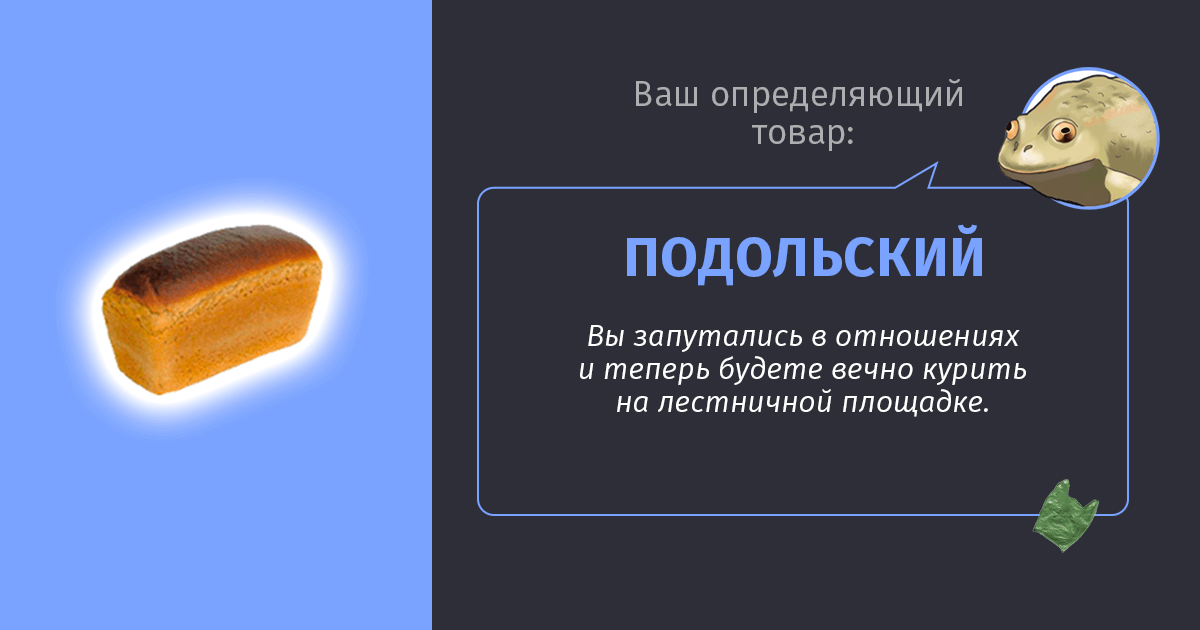 Ваш определяющий
товар:
ПОДОЛЬСКИЙ
Вы запутались в отношениях
и теперь будете вечно курить
на лестничной площадке.